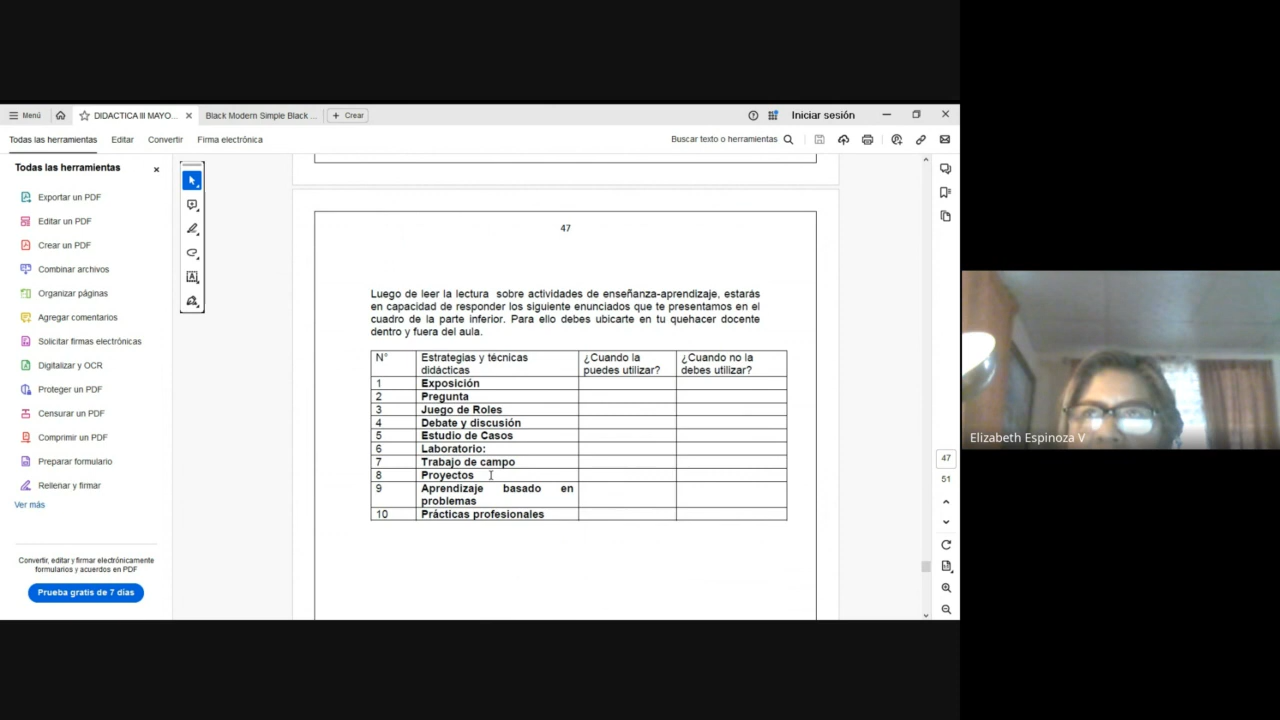 Menú
DIDACTICA III MAYO...
Black Modern Simple Black ...
Crear
Iniciar sesión
Todas las herramientas
Editar
Convertir
Firma electrónica
Buscar texto o herramientas
Todas las herramientas
Exportar un PDF
Editar un PDF
Crear un PDF
Combinar archivos
Organizar páginas
Agregar comentarios
Solicitar firmas electrónicas
Digitalizar y OCR
Proteger un PDF
Censurar un PDF
Comprimir un PDF
Preparar formulario
Rellenar y firmar
Ver más
Convertir, editar y firmar electrónicamente
formularios y acuerdos en PDF
Prueba gratis de 7 días
47
Luego de leer la lectura sobre actividades de enseñanza-aprendizaje, estarás
en capacidad de responder los siguiente enunciados que te presentamos en el
cuadro de la parte inferior. Para ello debes ubicarte en tu quehacer docente
dentro y fuera del aula.
N° Estrategias y técnicas didácticas ¿Cuando la puedes utilizar? ¿Cuando no la debes utilizar?
1 Exposición
2 Pregunta
3 Juego de Roles
4 Debate y discusión
5 Estudio de Casos
6 Laboratorio:
7 Trabajo de campo
8 Proyectos
9 Aprendizaje basado en
problemas
10 Prácticas profesionales
47
51
Elizabeth Espinoza V